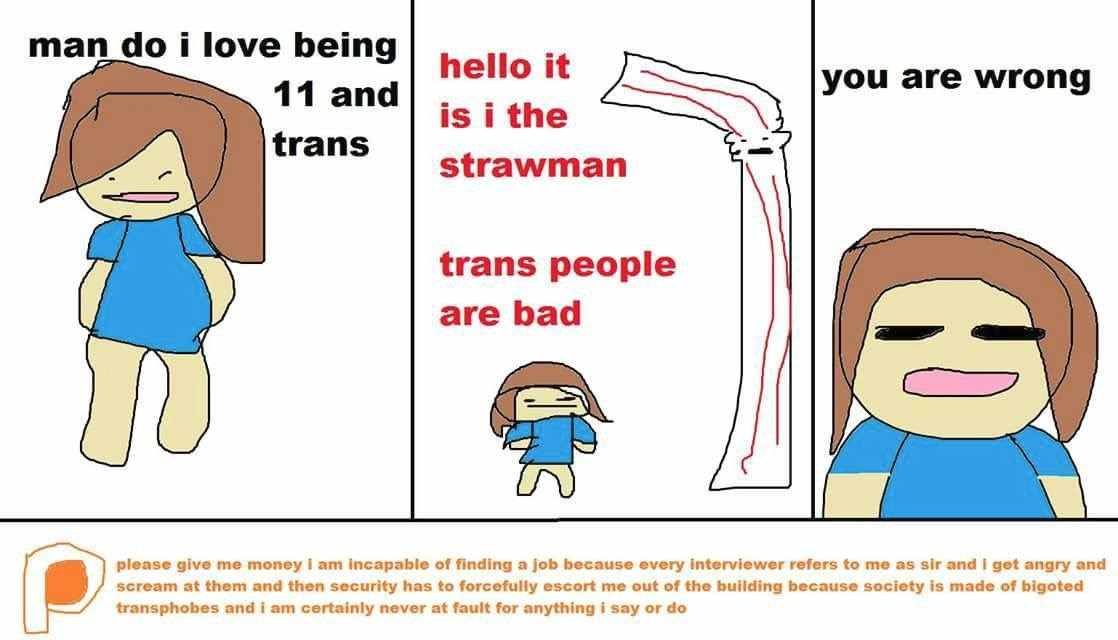 man do i love being
11 and
trans
hello it
is i the
strawman
trans people
are bad
you are wrong
please give me money i am incapable of finding a job because every interviewer refers to me as sir and i get angry and
scream at them and then security has to forcefully escort me out of the building because society is made of bigoted
transphobes and i am certainly never at fault for anything i say or do